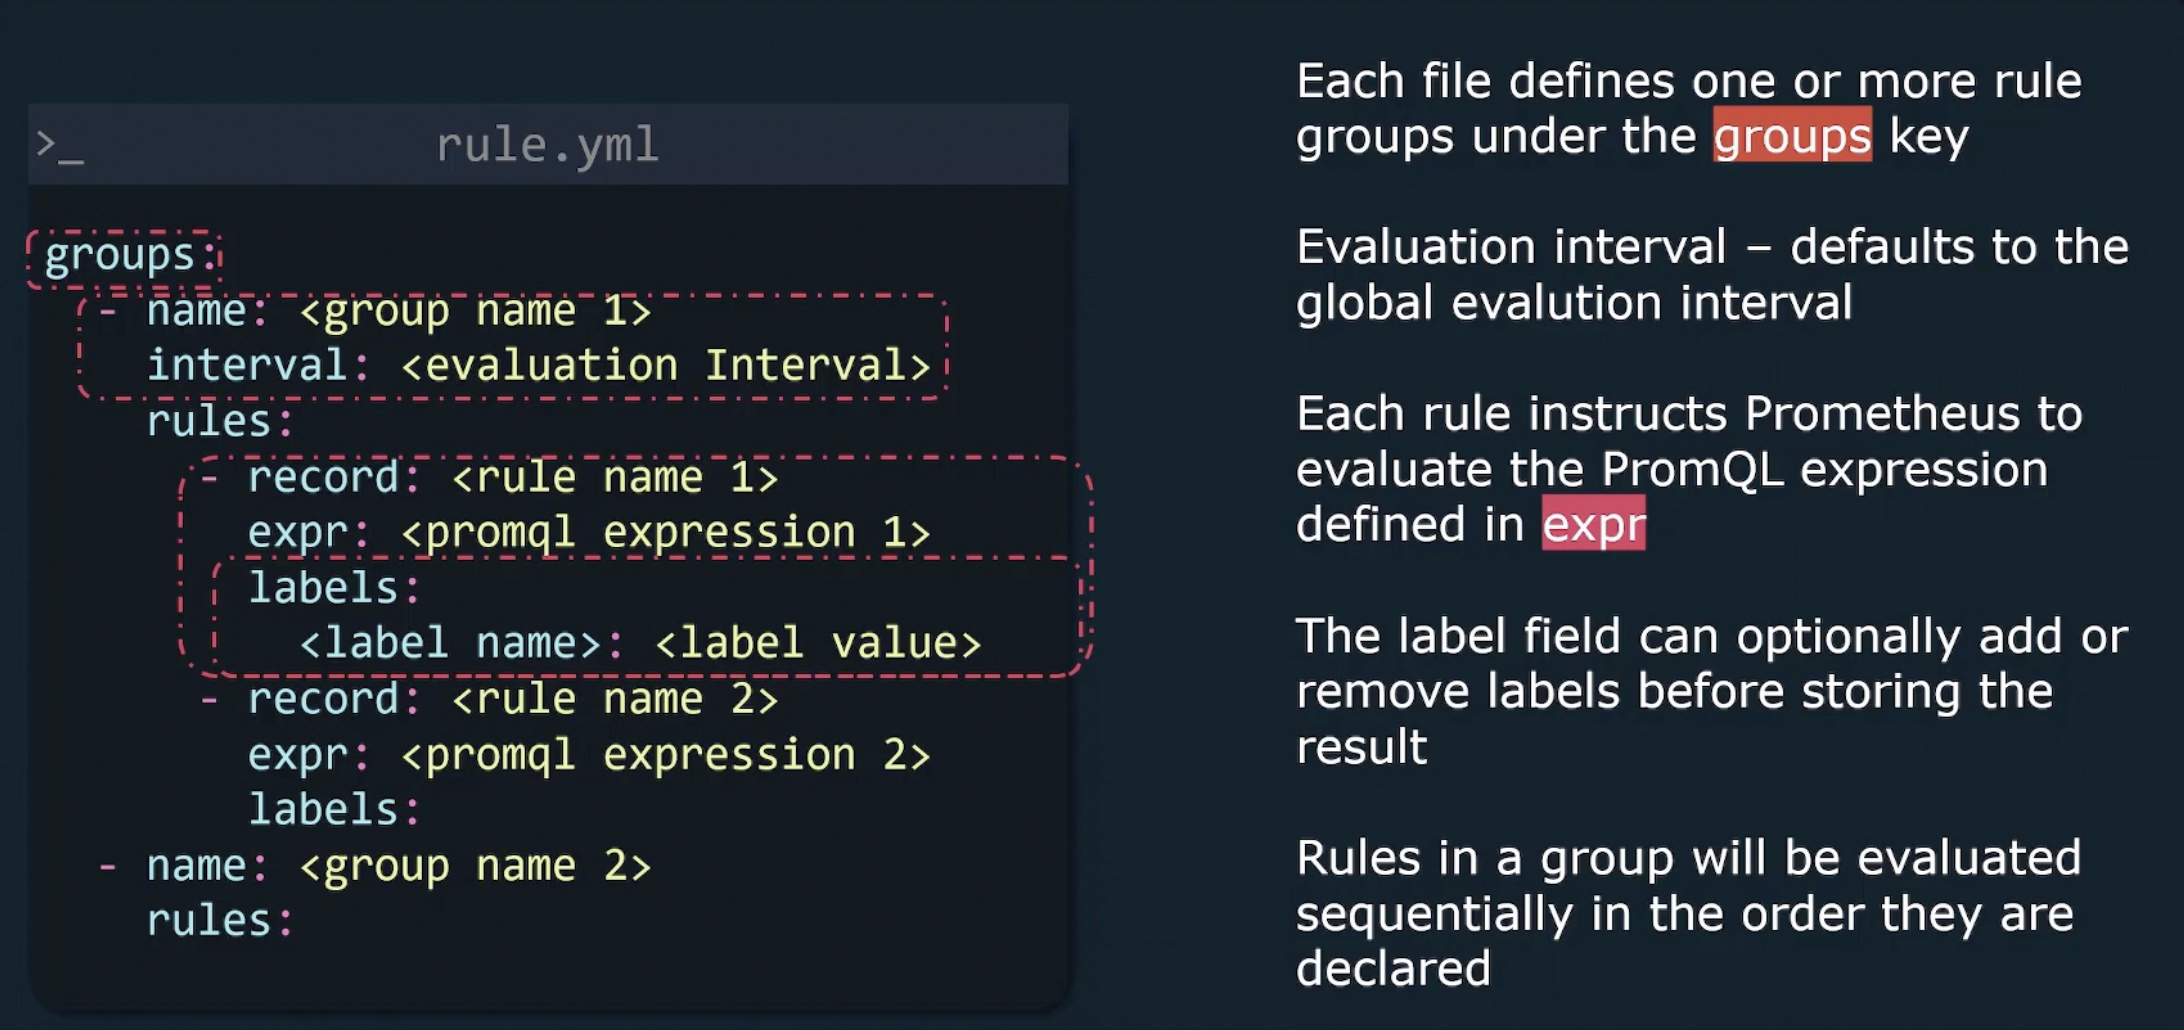 >_ rule.yml
groups:
  - name: <group name 1>
    interval: <evaluation Interval>
    rules:
      - record: <rule name 1>
        expr: <promql expression 1>
        labels:
          <label name>: <label value>
      - record: <rule name 2>
        expr: <promql expression 2>
        labels:
  - name: <group name 2>
    rules:
Each file defines one or more rule
groups under the groups key
Evaluation interval – defaults to the
global evalution interval
Each rule instructs Prometheus to
evaluate the PromQL expression
defined in expr
The label field can optionally add or
remove labels before storing the
result
Rules in a group will be evaluated
sequentially in the order they are
declared